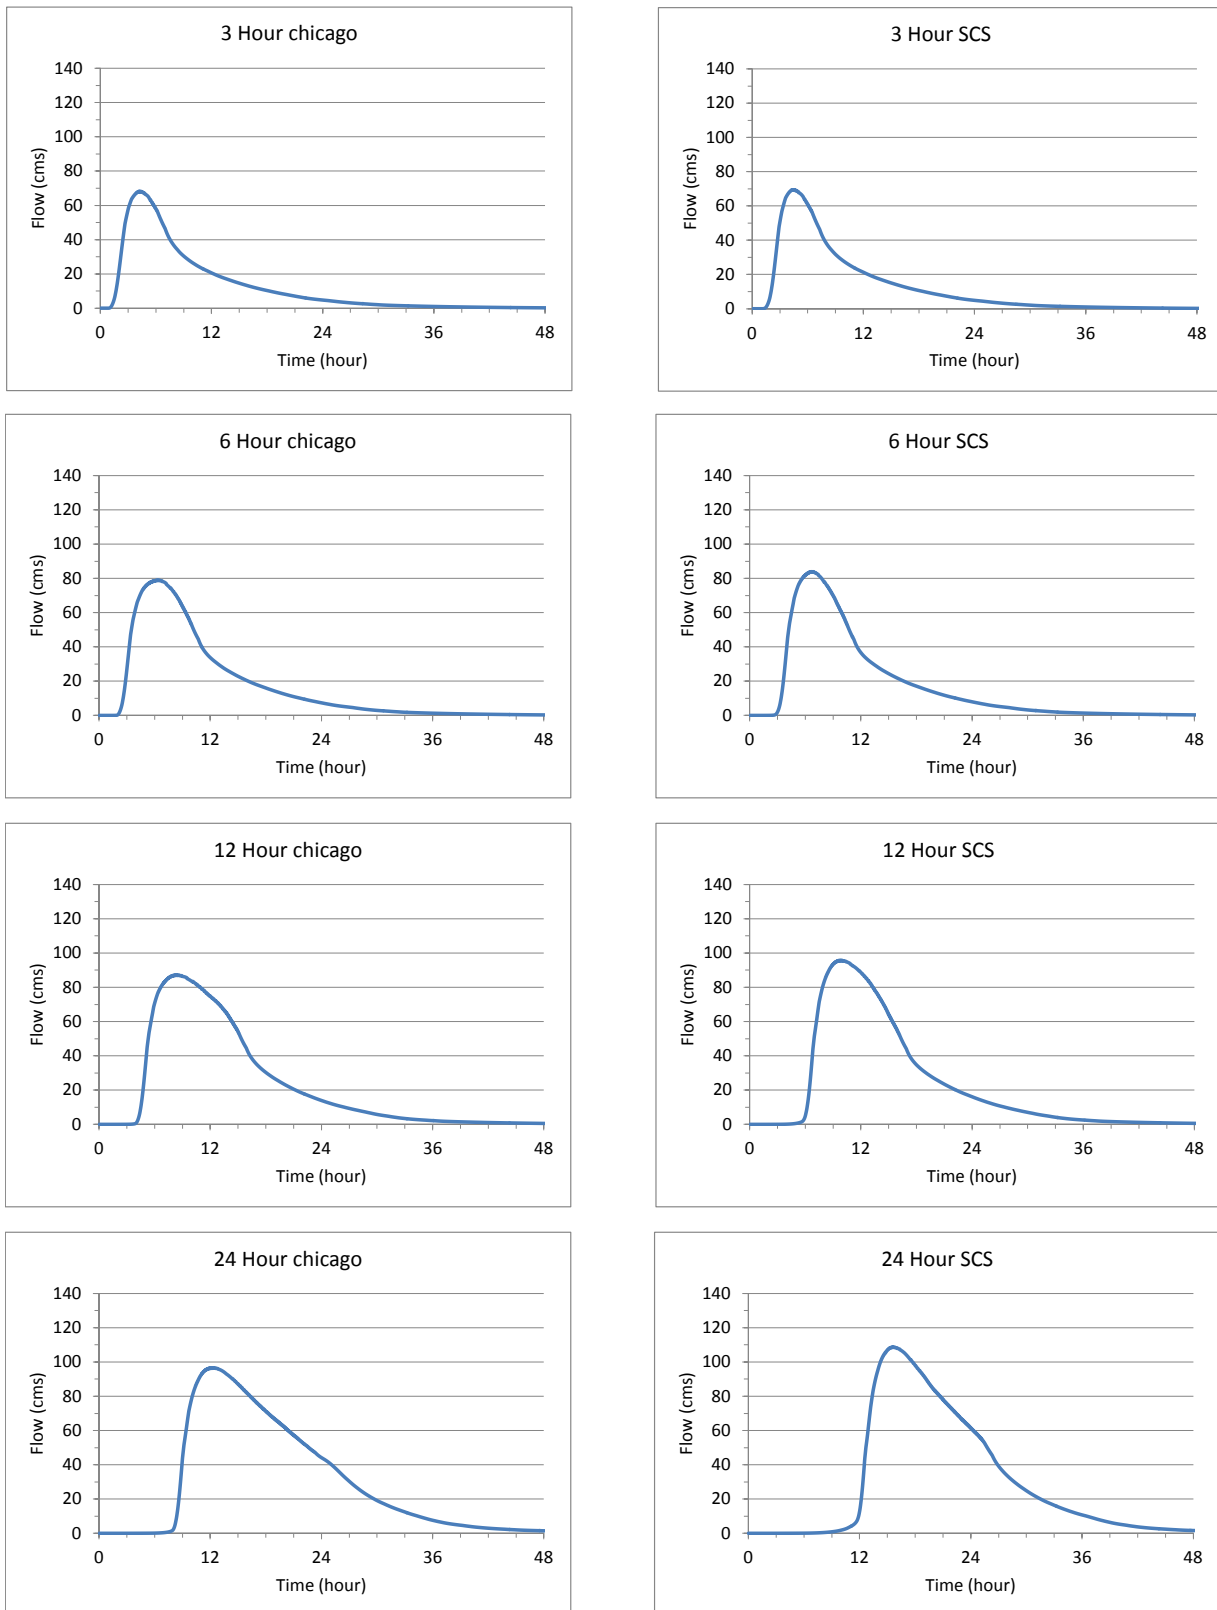 3 Hour chicago
140
120
100
80
60
40
20
0
Flow (cms)
0 12 24 36 48
Time (hour)
3 Hour SCS
140
120
100
80
60
40
20
0
Flow (cms)
0 12 24 36 48
Time (hour)
6 Hour chicago
140
120
100
80
60
40
20
0
Flow (cms)
0 12 24 36 48
Time (hour)
6 Hour SCS
140
120
100
80
60
40
20
0
Flow (cms)
0 12 24 36 48
Time (hour)
12 Hour chicago
140
120
100
80
60
40
20
0
Flow (cms)
0 12 24 36 48
Time (hour)
12 Hour SCS
140
120
100
80
60
40
20
0
Flow (cms)
0 12 24 36 48
Time (hour)
24 Hour chicago
140
120
100
80
60
40
20
0
Flow (cms)
0 12 24 36 48
Time (hour)
24 Hour SCS
140
120
100
80
60
40
20
0
Flow (cms)
0 12 24 36 48
Time (hour)